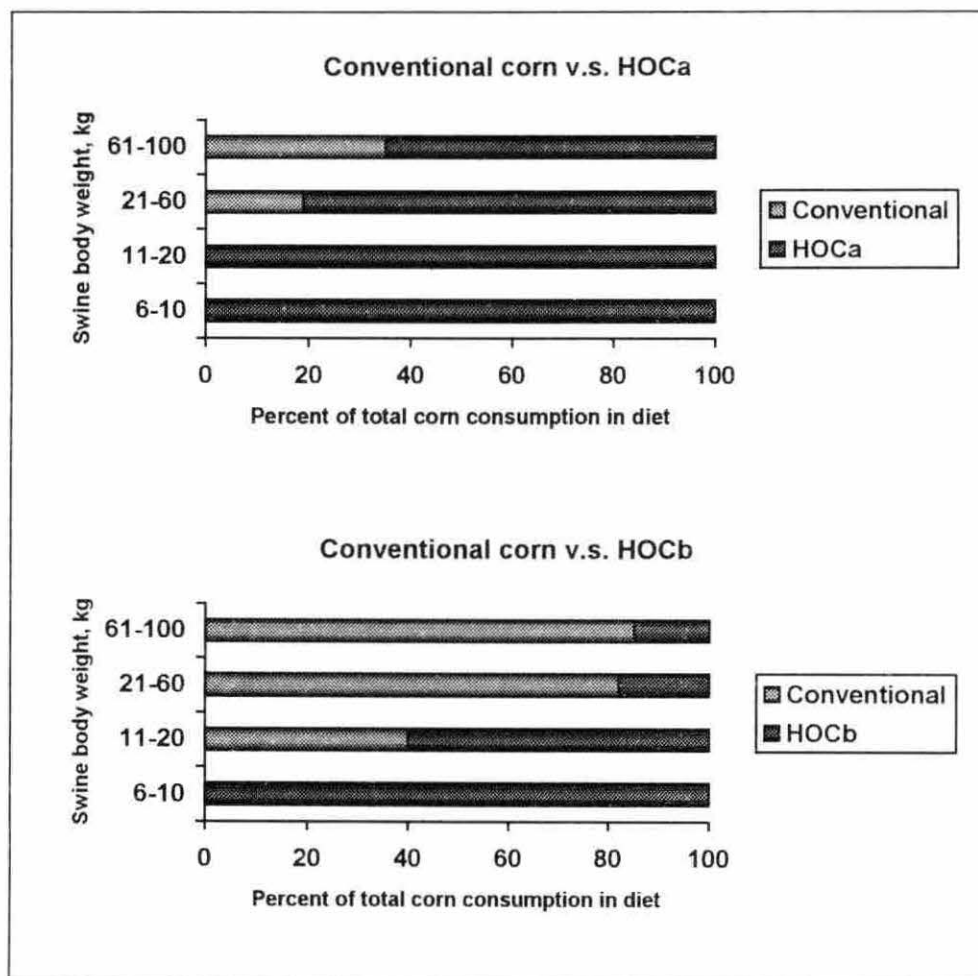 Conventional corn v.s. HOCa
Swine body weight, kg
61-100
21-60
11-20
6-10
0 20 40 60 80 100
Percent of total corn consumption in diet
Conventional
HOCa
Conventional corn v.s. HOCb
Swine body weight, kg
61-100
21-60
11-20
6-10
0 20 40 60 80 100
Percent of total corn consumption in diet
Conventional
HOCb